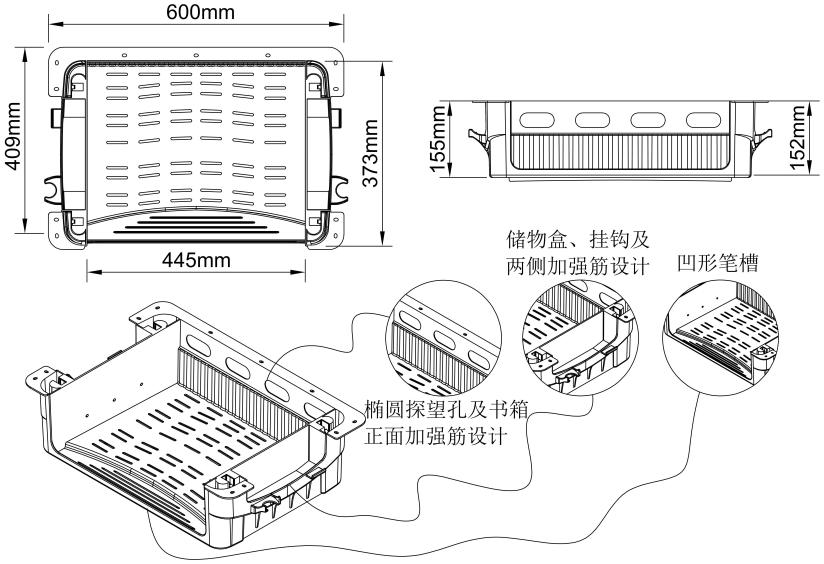 600mm
409mm
373mm
445mm
155mm
152mm
储物盒、挂钩及
两侧加强筋设计
凹形笔槽
椭圆探望孔及书箱
正面加强筋设计